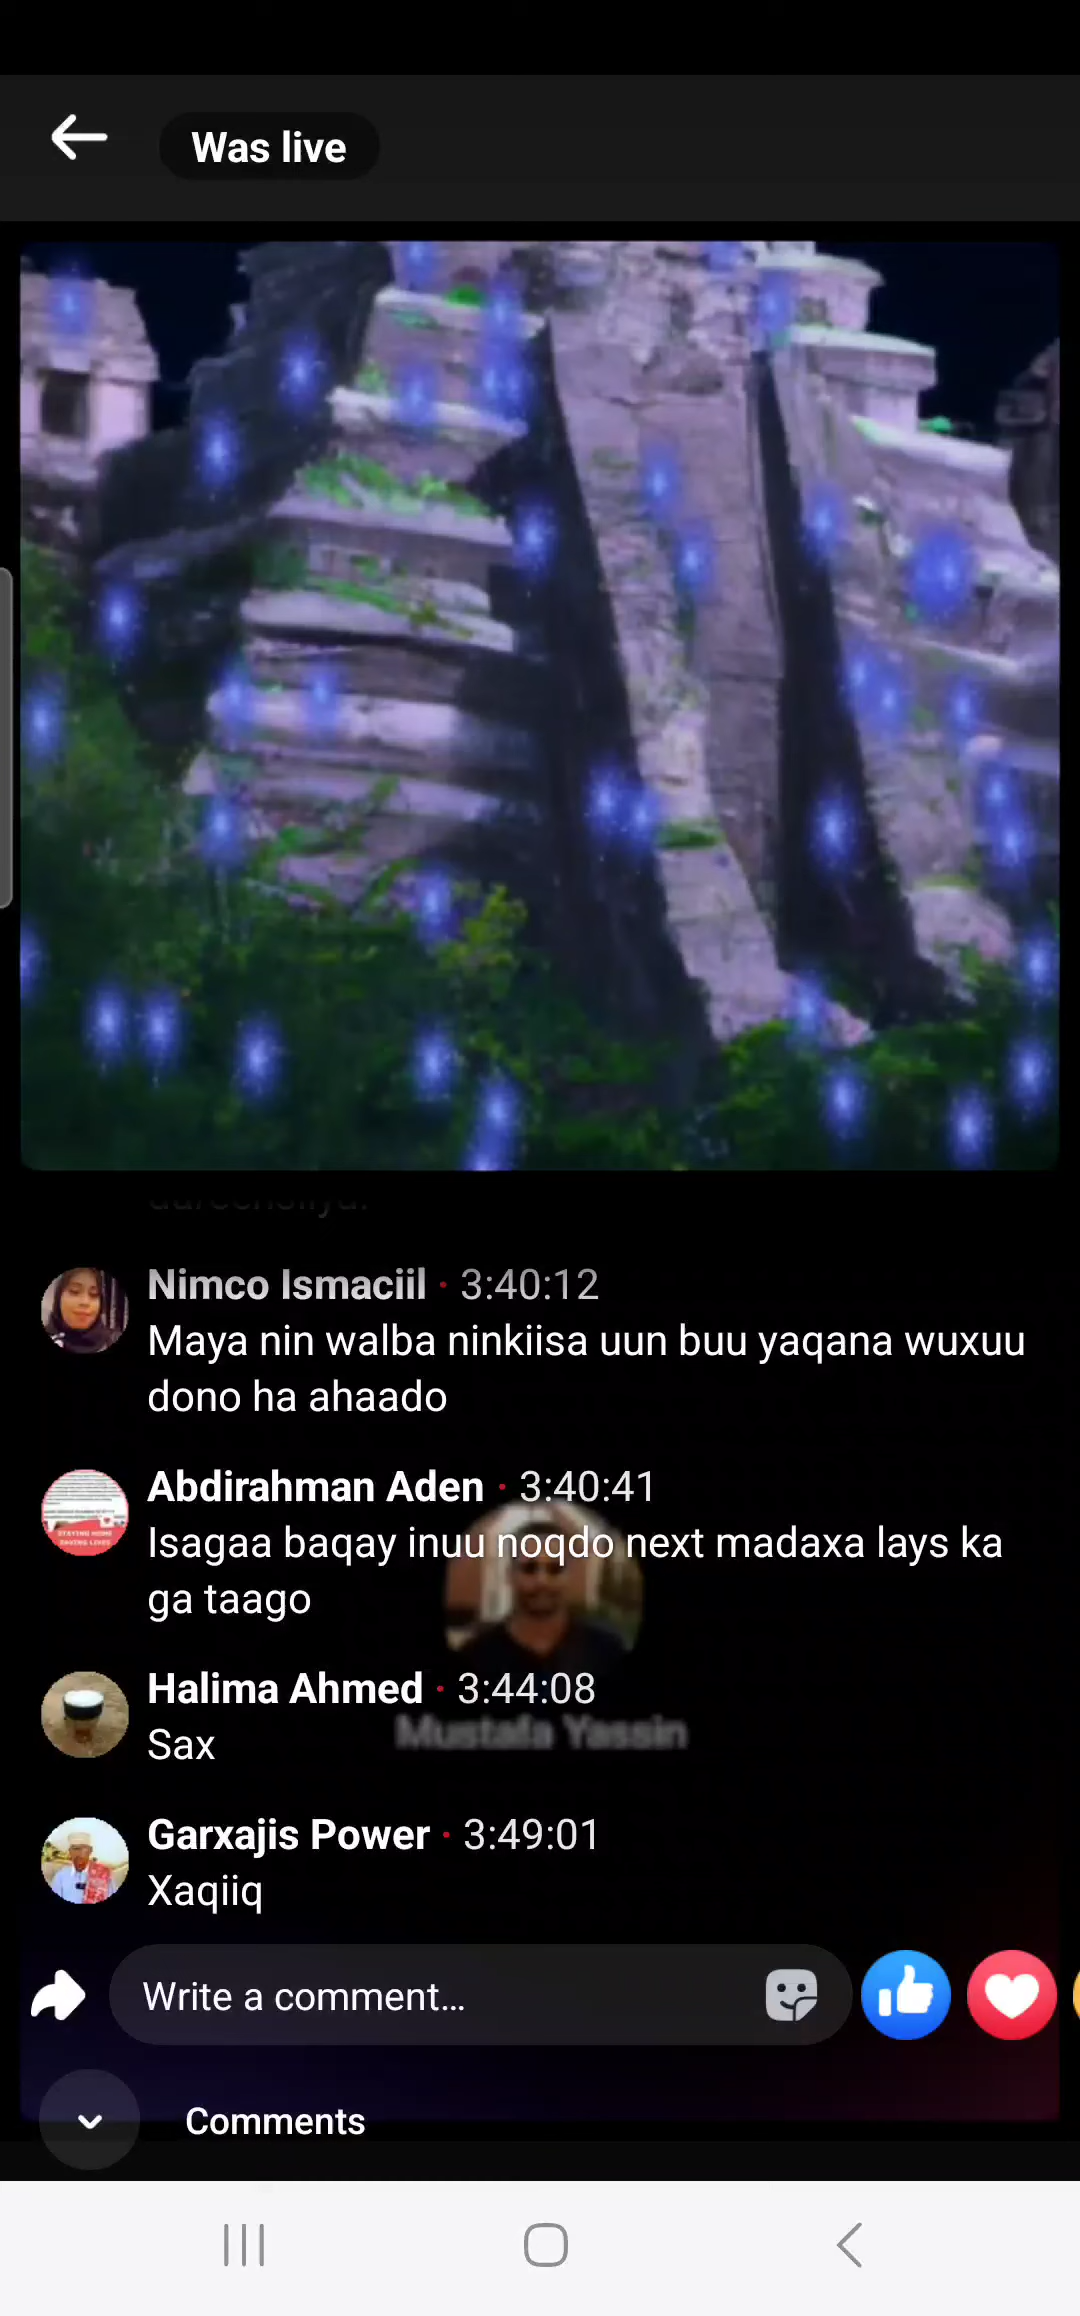 Was live
Nimco Ismaciil · 3:40:12
Maya nin walba ninkiisa uun buu yaqana wuxuu
dono ha ahaado
Abdirahman Aden · 3:40:41
Isagaa baqay inuu noqdo next madaxa lays ka
ga taago
Halima Ahmed · 3:44:08
Mustafa Yassin
Sax
Garxajis Power · 3:49:01
Xaqiiq
Write a comment...
Comments